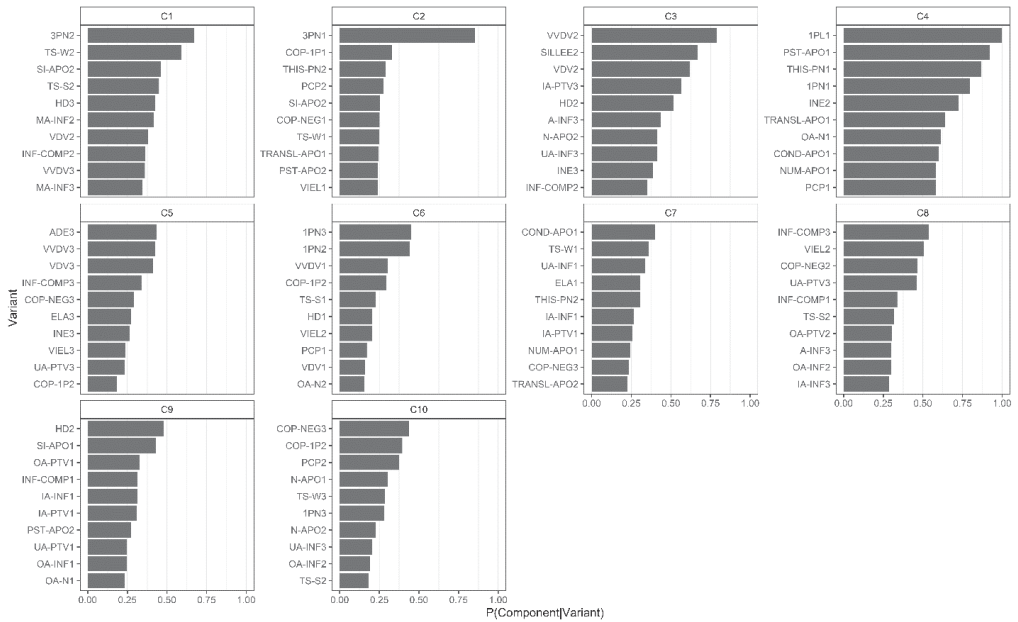 C1
3PN2
TS-W2
SI-APO2
TS-S2
HD3
MA-INF2
VDV2
INF-COMP2
VVDV3
MA-INF3
C2
3PN1
COP-1P1
THIS-PN2
PCP2
SI-APO2
COP-NEG1
TS-W1
TRANSL-APO1
PST-APO2
VIEL1
C3
VVDV2
SILLEE2
VDV2
IA-PTV3
HD2
A-INF3
N-APO2
UA-INF3
INE3
INF-COMP2
C4
1PL1
PST-APO1
THIS-PN1
1PN1
INE2
TRANSL-APO1
OA-N1
COND-APO1
NUM-APO1
PCP1
C5
ADE3
VVDV3
VDV3
INF-COMP3
COP-NEG3
ELA3
INE3
VIEL3
UA-PTV3
COP-1P2
C6
1PN3
1PN2
VVDV1
COP-1P2
TS-S1
HD1
VIEL2
PCP1
VDV1
OA-N2
C7
COND-APO1
TS-W1
UA-INF1
ELA1
THIS-PN2
IA-INF1
IA-PTV1
NUM-APO1
COP-NEG3
TRANSL-APO2
0.00 0.25 0.50 0.75 1.00
C8
INF-COMP3
VIEL2
COP-NEG2
UA-PTV3
INF-COMP1
TS-S2
OA-PTV2
A-INF3
OA-INF2
IA-INF3
0.00 0.25 0.50 0.75 1.00
Variant
C9
HD2
SI-APO1
OA-PTV1
INF-COMP1
IA-INF1
IA-PTV1
PST-APO2
UA-PTV1
OA-INF1
OA-N1
0.00 0.25 0.50 0.75 1.00
C10
COP-NEG3
COP-1P2
PCP2
N-APO1
TS-W3
1PN3
N-APO2
UA-INF3
OA-INF2
TS-S2
0.00 0.25 0.50 0.75 1.00
P(Component|Variant)